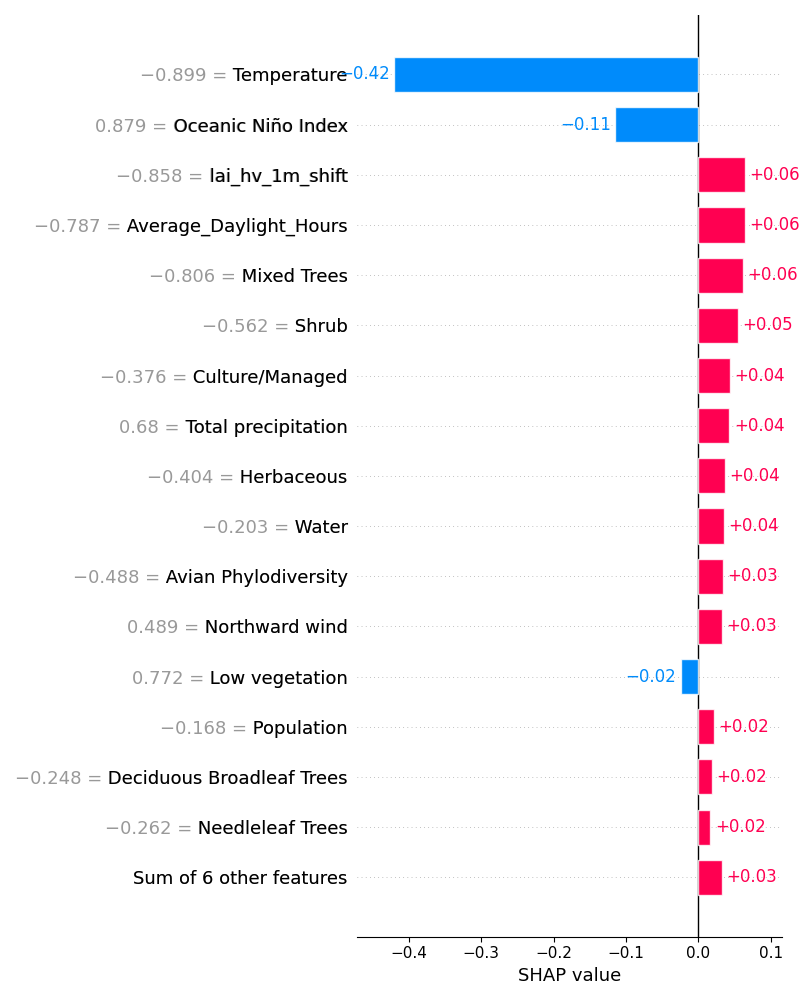 −0.899 = Temperature −0.42
0.879 = Oceanic Niño Index −0.11
−0.858 = lai_hv_1m_shift +0.06
−0.787 = Average_Daylight_Hours +0.06
−0.806 = Mixed Trees +0.06
−0.562 = Shrub +0.05
−0.376 = Culture/Managed +0.04
0.68 = Total precipitation +0.04
−0.404 = Herbaceous +0.04
−0.203 = Water +0.04
−0.488 = Avian Phylodiversity +0.03
0.489 = Northward wind +0.03
0.772 = Low vegetation −0.02
−0.168 = Population +0.02
−0.248 = Deciduous Broadleaf Trees +0.02
−0.262 = Needleleaf Trees +0.02
Sum of 6 other features +0.03
−0.4 −0.3 −0.2 −0.1 0.0 0.1
SHAP value